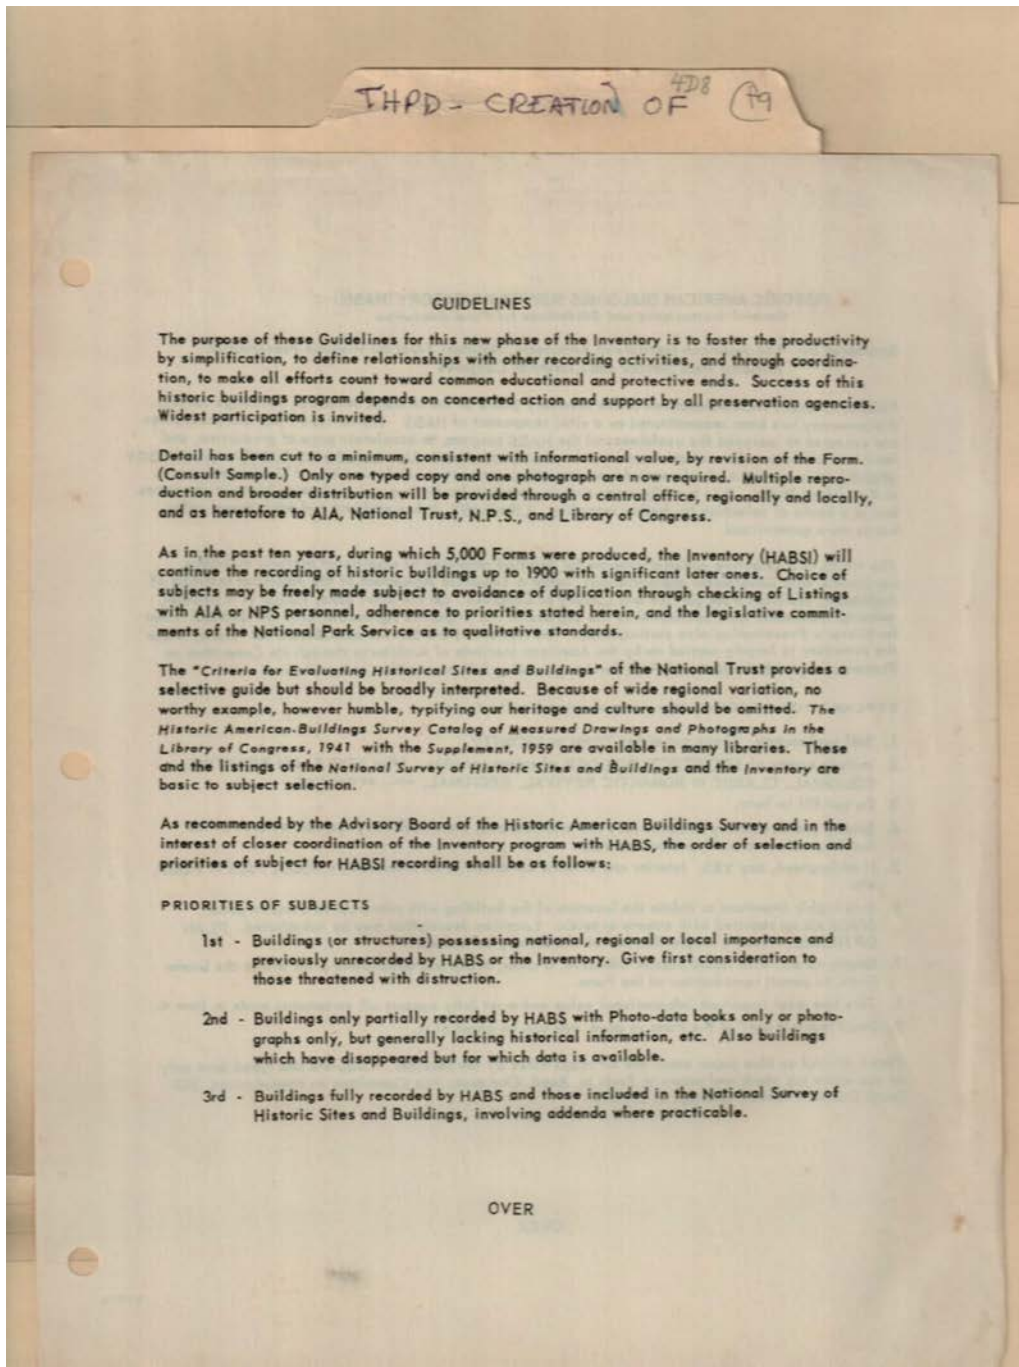 THPD - CREATION OF
4D8
GUIDELINES
The purpose of these Guidelines for this new phase of the Inventory is to foster the productivity
by simplification, to define relationships with other recording activities, and through coordina-
tion, to make all efforts count toward common educational and protective ends. Success of this
historic buildings program depends on concerted action and support by all preservation agencies.
Widest participation is invited.
Detail has been cut to a minimum, consistent with informational value, by revision of the Form.
(Consult Sample.) Only one typed copy and one photograph are now required. Multiple repro-
duction and broader distribution will be provided through a central office, regionally and locally,
and as heretofore to AIA, National Trust, N.P.S., and Library of Congress.
As in the past ten years, during which 5,000 Forms were produced, the Inventory (HABSI) will
continue the recording of historic buildings up to 1900 with significant later ones. Choice of
subjects may be freely made subject to avoidance of duplication through checking of Listings
with AIA or NPS personnel, adherence to priorities stated herein, and the legislative commit-
ments of the National Park Service as to qualitative standards.
The "Criteria for Evaluating Historical Sites and Buildings" of the National Trust provides a
selective guide but should be broadly interpreted. Because of wide regional variation, no
worthy example, however humble, typifying our heritage and culture should be omitted. The
Historic American Buildings Survey Catalog of Measured Drawings and Photographs in the
Library of Congress, 1941 with the Supplement, 1959 are available in many libraries. These
and the listings of the National Survey of Historic Sites and Buildings and the Inventory are
basic to subject selection.
As recommended by the Advisory Board of the Historic American Buildings Survey and in the
interest of closer coordination of the Inventory program with HABS, the order of selection and
priorities of subject for HABSI recording shall be as follows:
PRIORITIES OF SUBJECTS
1st - Buildings (or structures) possessing national, regional or local importance and
previously unrecorded by HABS or the Inventory. Give first consideration to
those threatened with distruction.
2nd - Buildings only partially recorded by HABS with Photo-data books only or photo-
graphs only, but generally lacking historical information, etc. Also buildings
which have disappeared but for which data is available.
3rd - Buildings fully recorded by HABS and those included in the National Survey of
Historic Sites and Buildings, involving addenda where practicable.
OVER